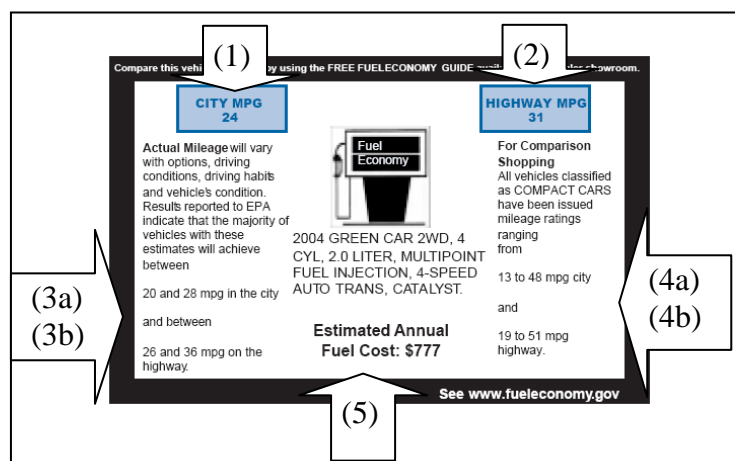 (1)
(2)
Compare this vehi by using the FREE FUELECONOMY GUIDE showroom.
CITY MPG
24
HIGHWAY MPG
31
Actual Mileage will vary
with options, driving
conditions, driving habits
and vehicle's condition.
Results reported to EPA
indicate that the majority of
vehicles with these
estimates will achieve
between
20 and 28 mpg in the city
and between
26 and 36 mpg on the
highway.
Fuel
Economy
2004 GREEN CAR 2WD, 4
CYL, 2.0 LITER, MULTIPOINT
FUEL INJECTION, 4-SPEED
AUTO TRANS, CATALYST.
Estimated Annual
Fuel Cost: $777
For Comparison
Shopping
All vehicles classified
as COMPACT CARS
have been issued
mileage ratings
ranging
from
13 to 48 mpg city
and
19 to 51 mpg
highway.
(3a)
(3b)
(4a)
(4b)
(5)
See www.fueleconomy.gov